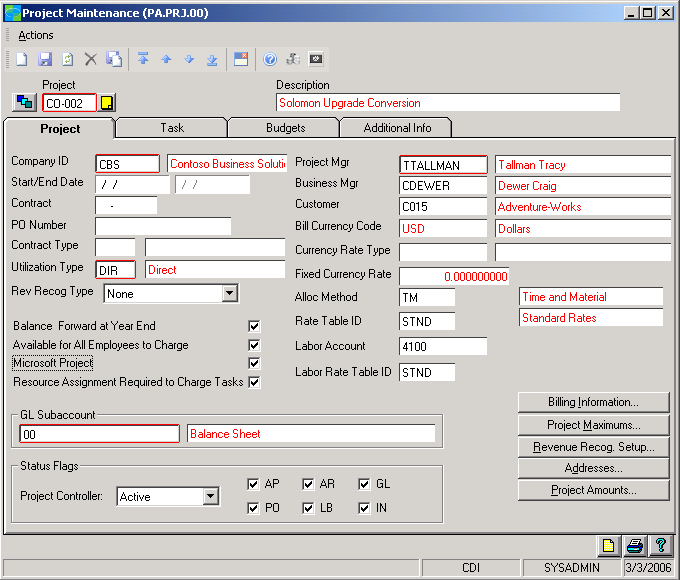 Project Maintenance (PA.PRJ.00)
Actions
Project
Description
CO-002
Solomon Upgrade Conversion
Project Task Budgets Additional Info
Company ID CBS Contoso Business Soluti
Start/End Date / / / /
Contract -
PO Number
Contract Type
Utilization Type DIR Direct
Rev Recog Type None
Balance Forward at Year End
Available for All Employees to Charge
Microsoft Project
Resource Assignment Required to Charge Tasks
Project Mgr TTALLMAN Tallman Tracy
Business Mgr CDEWER Dewer Craig
Customer C015 Adventure-Works
Bill Currency Code USD Dollars
Currency Rate Type
Fixed Currency Rate 0.000000000
Alloc Method TM Time and Material
Rate Table ID STND Standard Rates
Labor Account 4100
Labor Rate Table ID STND
Billing Information...
Project Maximums...
Revenue Recog. Setup...
Addresses...
Project Amounts...
GL Subaccount
00 Balance Sheet
Status Flags
Project Controller: Active
AP AR GL
PO LB IN
CDI SYSADMIN 3/3/2006